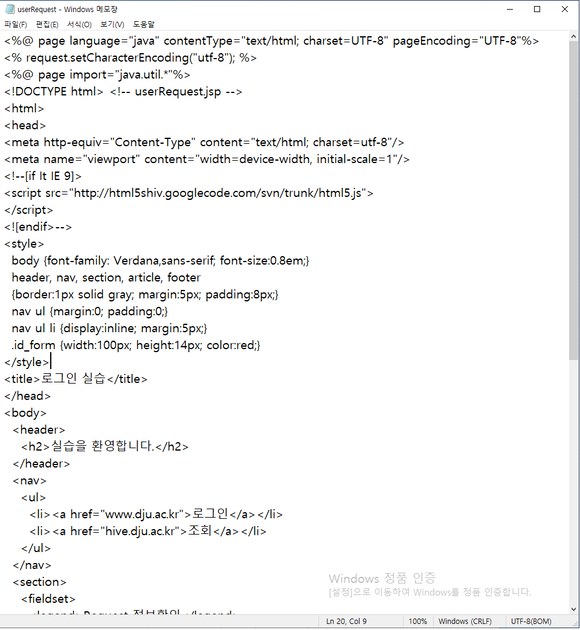 userRequest - Windows 메모장
파일(F) 편집(E) 서식(O) 보기(V) 도움말
<%@ page language="java" contentType="text/html; charset=UTF-8" pageEncoding="UTF-8"%>
<% request.setCharacterEncoding("utf-8"); %>
<%@ page import="java.util.*"%>
<!DOCTYPE html> <!-- userRequest.jsp -->
<html>
<head>
<meta http-equiv="Content-Type" content="text/html; charset=utf-8"/>
<meta name="viewport" content="width=device-width, initial-scale=1"/>
<!--[if lt IE 9]>
<script src="http://html5shiv.googlecode.com/svn/trunk/html5.js">
</script>
<![endif]-->
<style>
body {font-family: Verdana,sans-serif; font-size:0.8em;}
header, nav, section, article, footer
{border:1px solid gray; margin:5px; padding:8px;}
nav ul {margin:0; padding:0;}
nav ul li {display:inline; margin:5px;}
.id_form {width:100px; height:14px; color:red;}
</style>
<title>로그인 실습</title>
</head>
<body>
<header>
<h2>실습을 환영합니다.</h2>
</header>
<nav>
<ul>
<li><a href="www.dju.ac.kr">로그인</a></li>
<li><a href="hive.dju.ac.kr">조회</a></li>
</ul>
</nav>
<section>
<fieldset>
<legend> Request 정보확인 </legend>
Windows 정품 인증
[설정]으로 이동하여 Windows를 정품 인증합니다.
Ln 20, Col 9 100% Windows (CRLF) UTF-8(BOM)